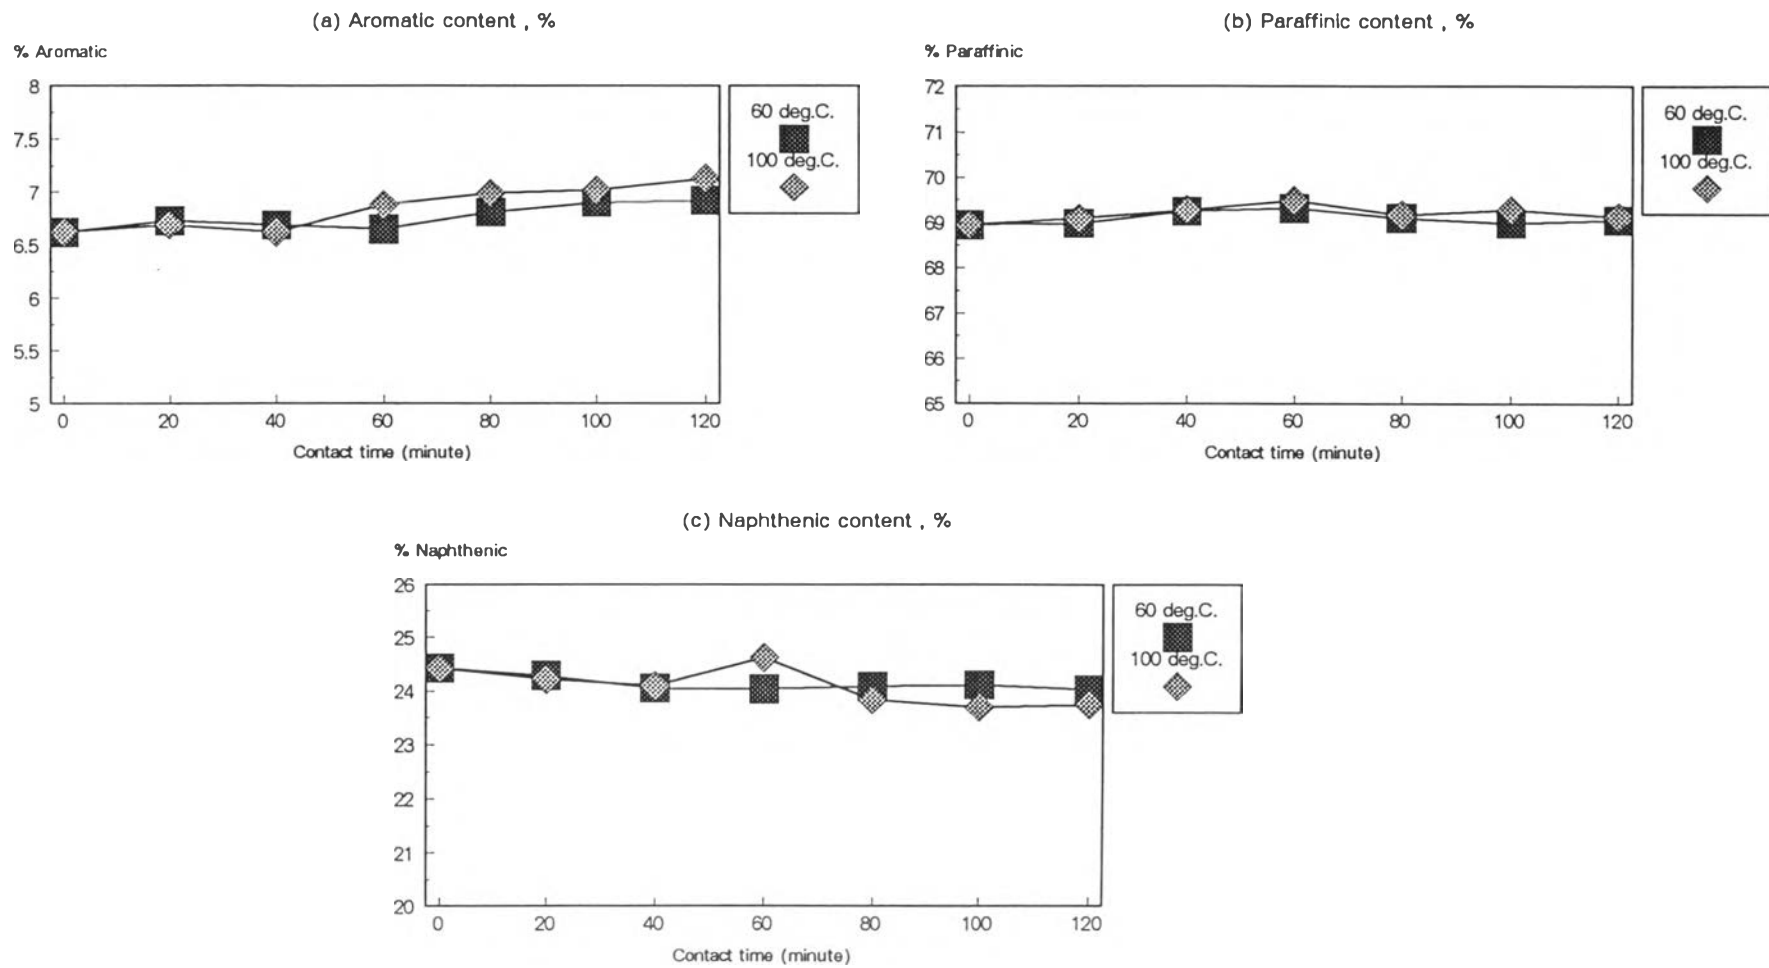 (a) Aromatic content , %
% Aromatic
8
7.5
7
6.5
6
5.5
5
0 20 40 60 80 100 120
Contact time (minute)
60 deg.C.
100 deg.C.
(b) Paraffinic content , %
% Paraffinic
72
71
70
69
68
67
66
65
0 20 40 60 80 100 120
Contact time (minute)
60 deg.C.
100 deg.C.
(c) Naphthenic content , %
% Naphthenic
26
25
24
23
22
21
20
0 20 40 60 80 100 120
Contact time (minute)
60 deg.C.
100 deg.C.